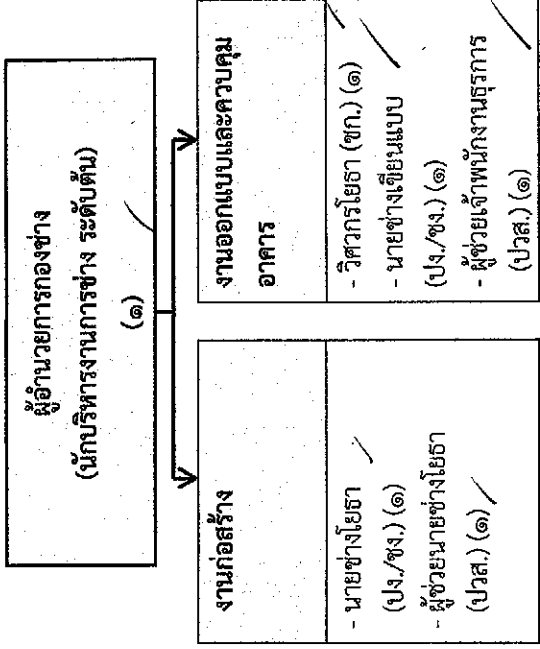 ผู้อำนวยการกองช่าง
(นักบริหารงานการช่าง ระดับต้น)
(๑)
งานก่อสร้าง
- นายช่างโยธา
(ปง./ชง.) (๑)
- ผู้ช่วยนายช่างโยธา
(ปวส.) (๑)
งานออกแบบและควบคุม
อาคาร
- วิศวกรโยธา (ชก.) (๑)
- นายช่างเขียนแบบ
(ปง./ชง.) (๑)
- ผู้ช่วยเจ้าพนักงานธุรการ
(ปวส.) (๑)